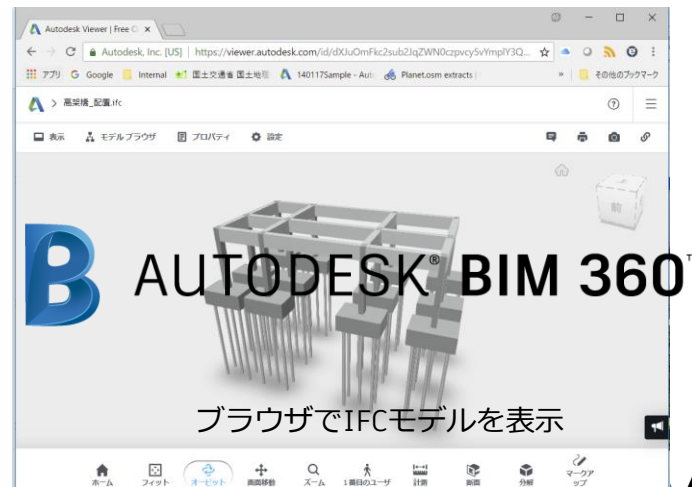 Autodesk Viewer | Free O
Autodesk, Inc. [US] | https://viewer.autodesk.com/id/
アプリ Google Internal 国土交通省 国土地理 140117Sample - Aut Planet.osm extracts | » その他のブックマーク
> 高架橋_配置.ifc
表示 モデルブラウザ プロパティ 設定
前
AUTODESK® BIM 360™
ブラウザでIFCモデルを表示
ホーム フィット オービット 画面移動 ズーム 1番目のユーザ 計測 断面 分解 マークア
ップ